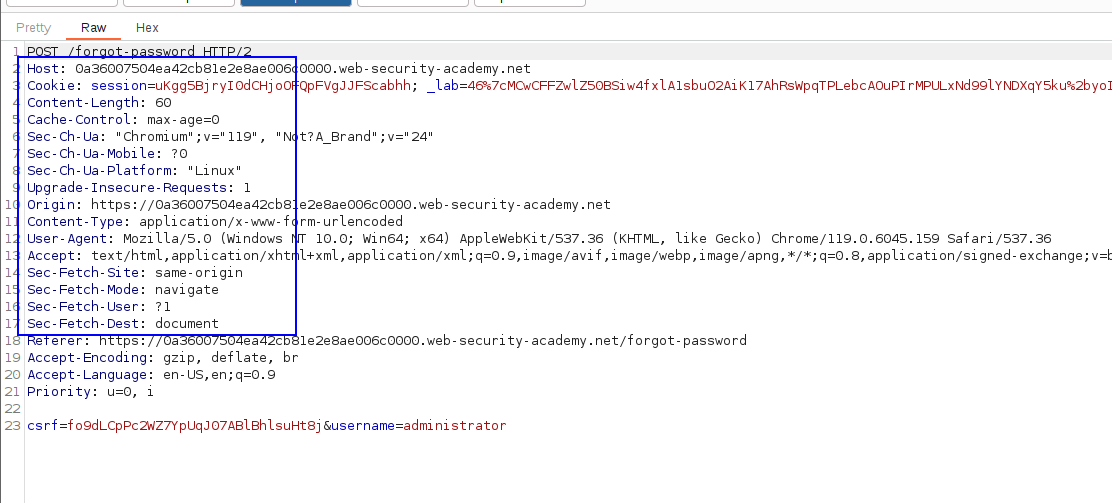 Pretty Raw Hex
1 POST /forgot-password HTTP/2
2 Host: 0a36007504ea42cb81e2e8ae006c0000.web-security-academy.net
3 Cookie: session=uKgg5BjryI0dCHjoOFQpFVgJJFScabhh; _lab=46%7cMCwCFFZwlZ50BSiw4fxlA1sbuO2AiK17AhRsWpqTPLebcAOuPIrMPULxNd99lYNDXqY5ku%2byoI
4 Content-Length: 60
5 Cache-Control: max-age=0
6 Sec-Ch-Ua: "Chromium";v="119", "Not?A_Brand";v="24"
7 Sec-Ch-Ua-Mobile: ?0
8 Sec-Ch-Ua-Platform: "Linux"
9 Upgrade-Insecure-Requests: 1
10 Origin: https://0a36007504ea42cb81e2e8ae006c0000.web-security-academy.net
11 Content-Type: application/x-www-form-urlencoded
12 User-Agent: Mozilla/5.0 (Windows NT 10.0; Win64; x64) AppleWebKit/537.36 (KHTML, like Gecko) Chrome/119.0.6045.159 Safari/537.36
13 Accept: text/html,application/xhtml+xml,application/xml;q=0.9,image/avif,image/webp,image/apng,*/*;q=0.8,application/signed-exchange;v=b
14 Sec-Fetch-Site: same-origin
15 Sec-Fetch-Mode: navigate
16 Sec-Fetch-User: ?1
17 Sec-Fetch-Dest: document
18 Referer: https://0a36007504ea42cb81e2e8ae006c0000.web-security-academy.net/forgot-password
19 Accept-Encoding: gzip, deflate, br
20 Accept-Language: en-US,en;q=0.9
21 Priority: u=0, i
22
23 csrf=fo9dLCpPc2WZ7YpUqJO7ABlBhlsuHt8j&username=administrator